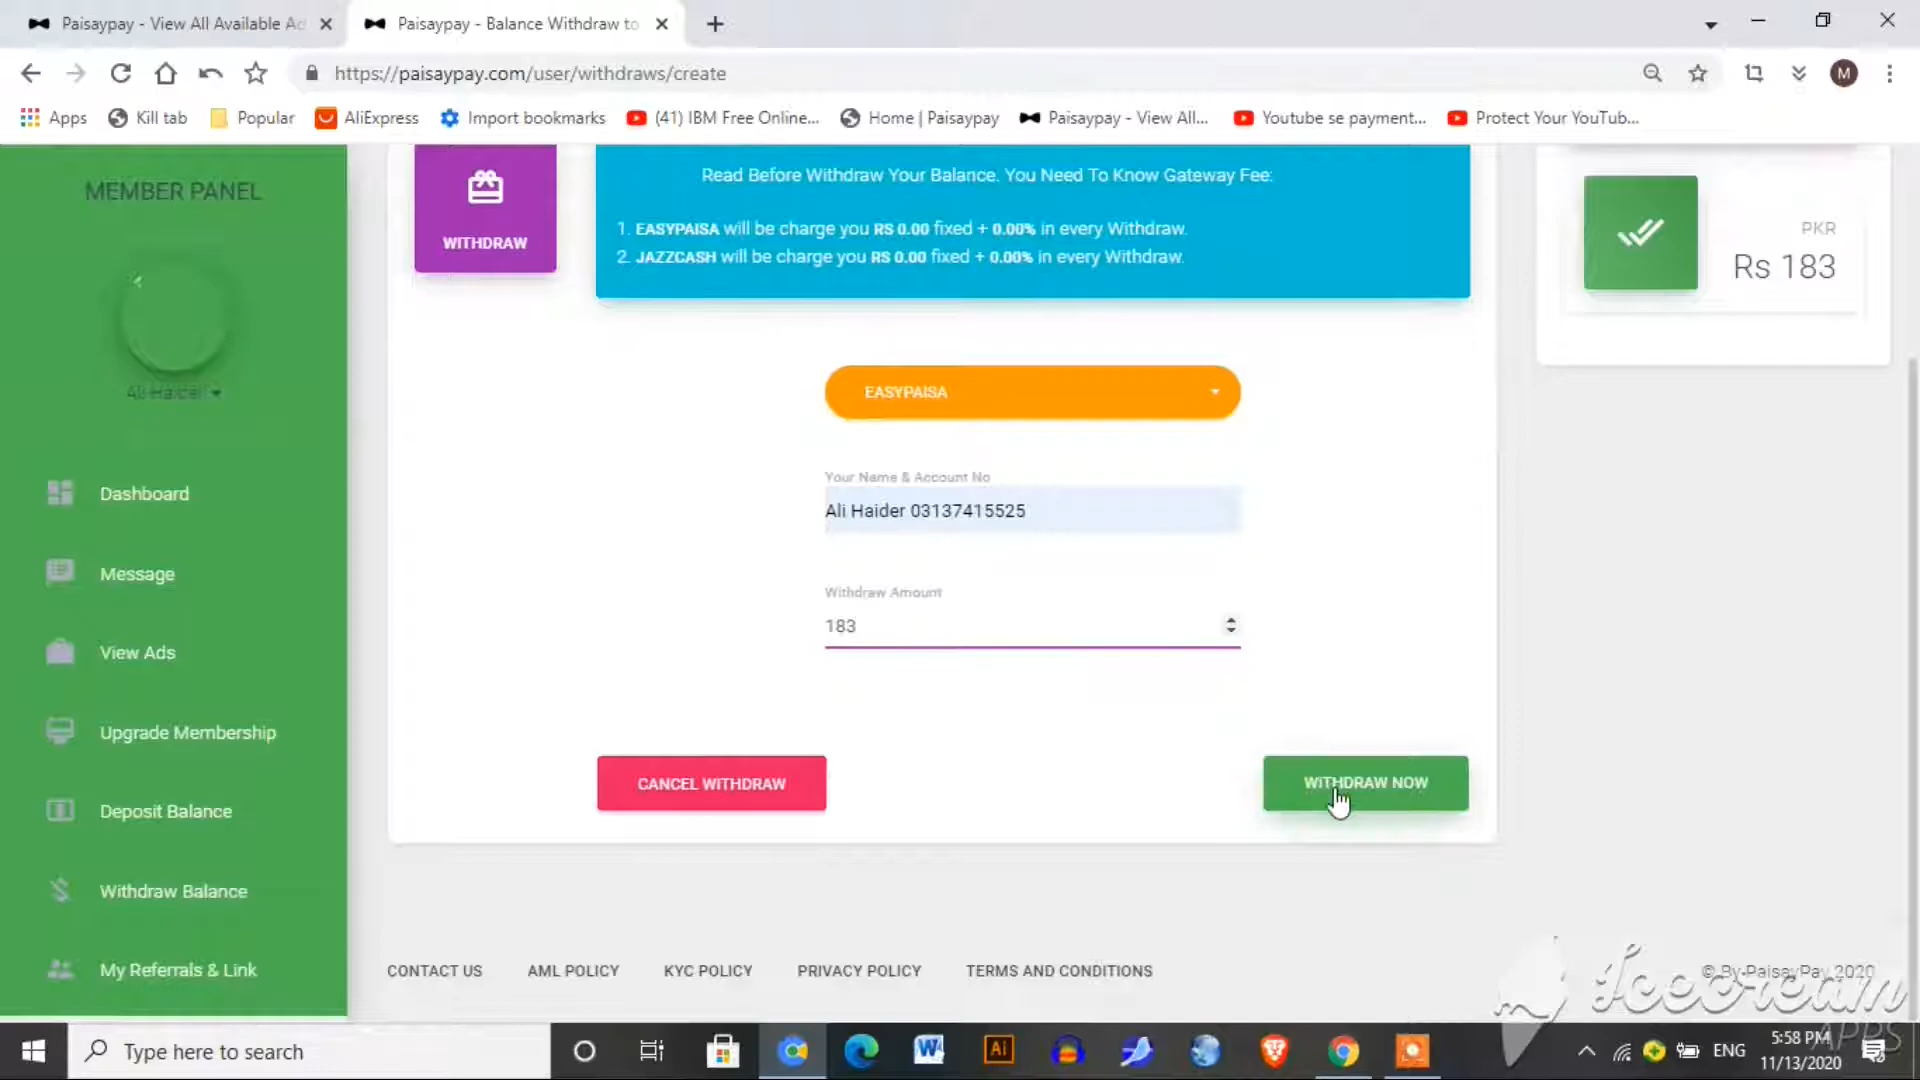 Paisaypay - View All Available Ad
Paisaypay - Balance Withdraw to
https://paisaypay.com/user/withdraws/create
M
Apps
Kill tab
Popular
AliExpress
Import bookmarks
(41) IBM Free Online...
Home | Paisaypay
Paisaypay - View All...
Youtube se payment...
Protect Your YouTub...
MEMBER PANEL
Ali Haider
Dashboard
Message
View Ads
Upgrade Membership
Deposit Balance
Withdraw Balance
My Referrals & Link
WITHDRAW
Read Before Withdraw Your Balance. You Need To Know Gateway Fee:
1. EASYPAISA will be charge you RS 0.00 fixed + 0.00% in every Withdraw.
2. JAZZCASH will be charge you RS 0.00 fixed + 0.00% in every Withdraw.
PKR
Rs 183
EASYPAISA
Your Name & Account No
Ali Haider 03137415525
Withdraw Amount
183
CANCEL WITHDRAW
WITHDRAW NOW
CONTACT US
AML POLICY
KYC POLICY
PRIVACY POLICY
TERMS AND CONDITIONS
© By PaisayPay 2020
Icecream
APPS
Type here to search
W
Ai
ENG
5:58 PM
11/13/2020